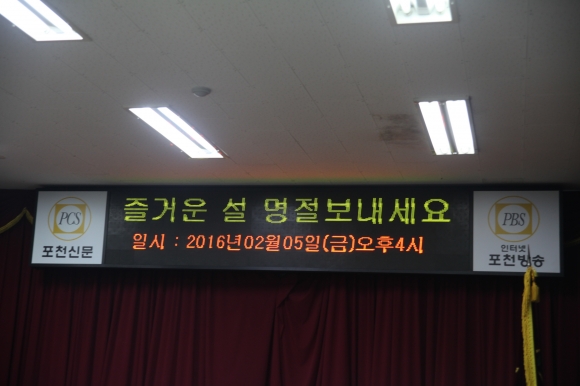 PCS
포천신문
즐거운 설 명절보내세요
일시 : 2016년02월05일(금)오후4시
PBS
인터넷
포천방송